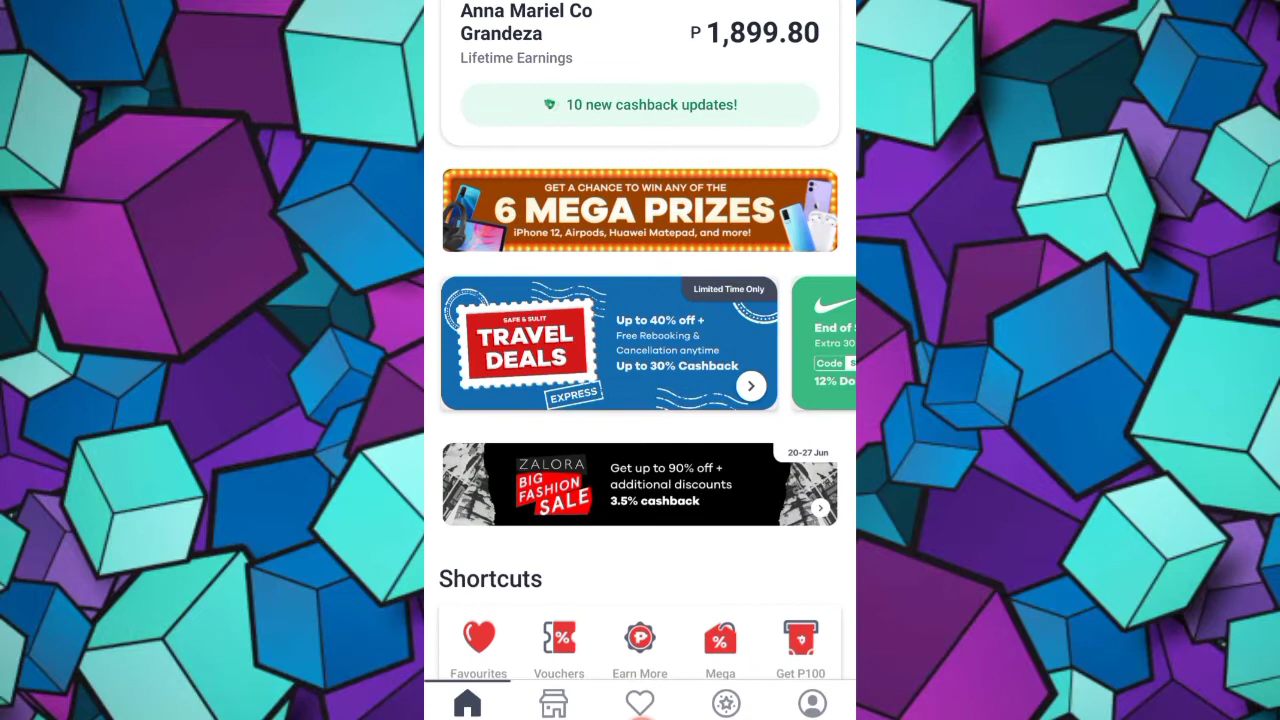 Anna Mariel Co
Grandeza
P 1,899.80
Lifetime Earnings
10 new cashback updates!
GET A CHANCE TO WIN ANY OF THE
6 MEGA PRIZES
iPhone 12, Airpods, Huawei Matepad, and more!
Limited Time Only
SAFE & SULIT
TRAVEL
DEALS
EXPRESS
Up to 40% off +
Free Rebooking &
Cancellation anytime
Up to 30% Cashback
End of
Extra 30
Code
12% Do
20-27 Jun
ZALORA
BIG
FASHION
SALE
Get up to 90% off +
additional discounts
3.5% cashback
Shortcuts
Favourites
Vouchers
Earn More
Mega
Get P100